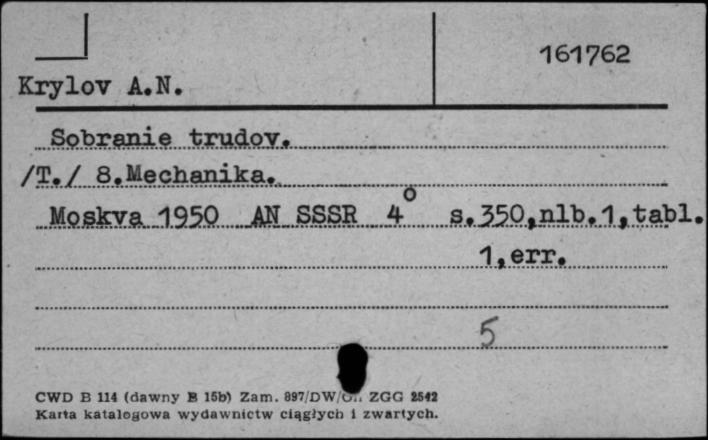 161762
Krylov A.N.
Sobranie trudov.
/T./ 8.Mechanika.
Moskva 1950 AN SSSR 4° s.350,nlb.1,tabl.
1,err.
5
CWD B 114 (dawny B 15b) Zam. 897/DW/ ZGG 2542
Karta katalogowa wydawnictw ciągłych i zwartych.